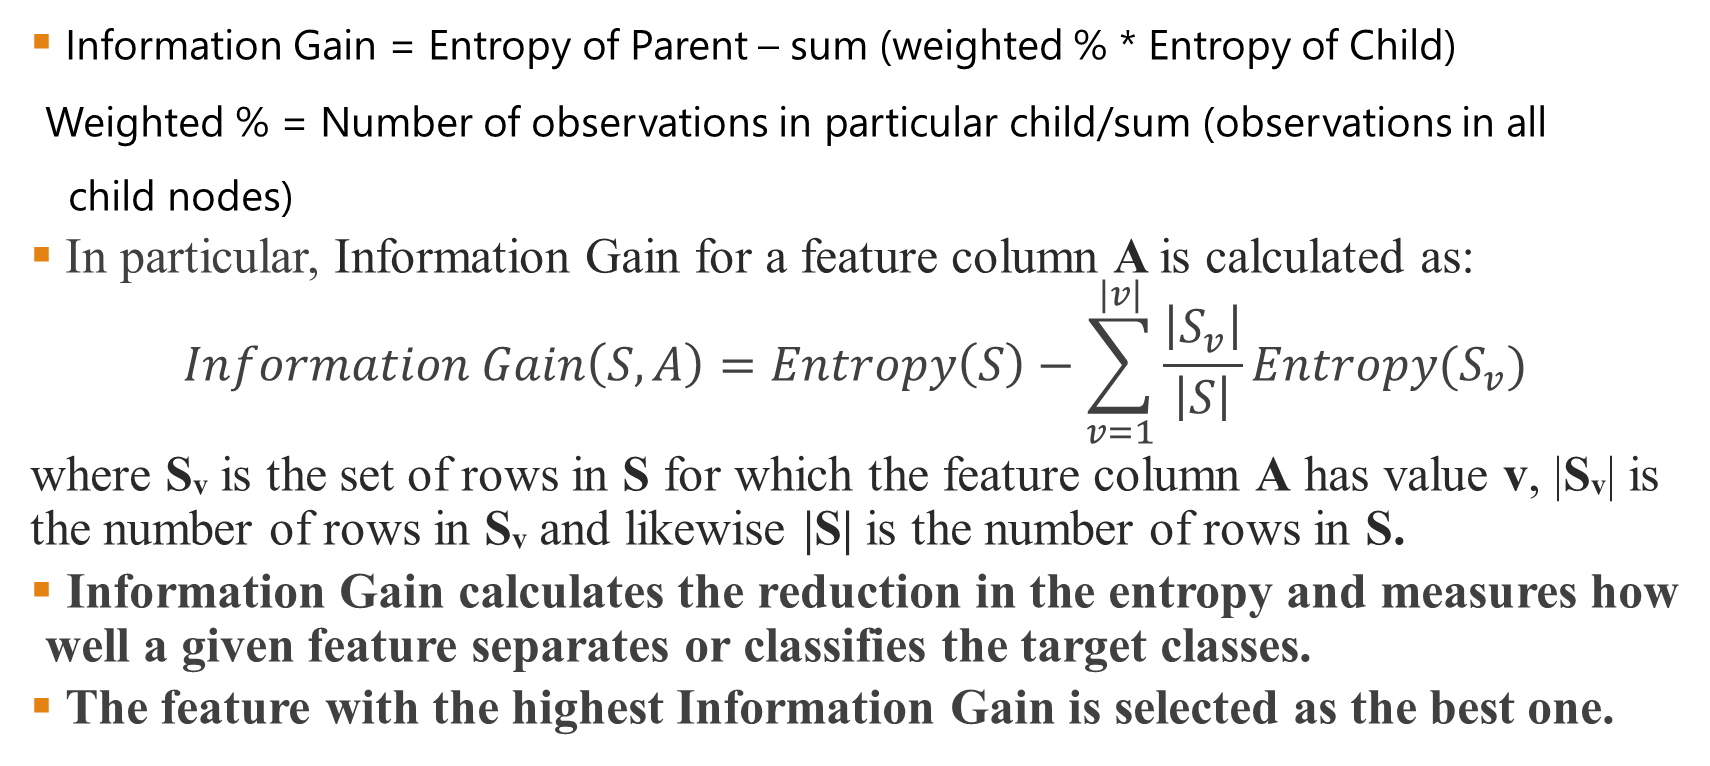 ▪ Information Gain = Entropy of Parent – sum (weighted % * Entropy of Child)
Weighted % = Number of observations in particular child/sum (observations in all
child nodes)
▪ In particular, Information Gain for a feature column A is calculated as:
Information Gain(S, A) = Entropy(S) − ∑_{v=1}^{|v|} |Sᵥ|/|S| Entropy(Sᵥ)
where Sᵥ is the set of rows in S for which the feature column A has value v, |Sᵥ| is
the number of rows in Sᵥ and likewise |S| is the number of rows in S.
▪ Information Gain calculates the reduction in the entropy and measures how
well a given feature separates or classifies the target classes.
▪ The feature with the highest Information Gain is selected as the best one.